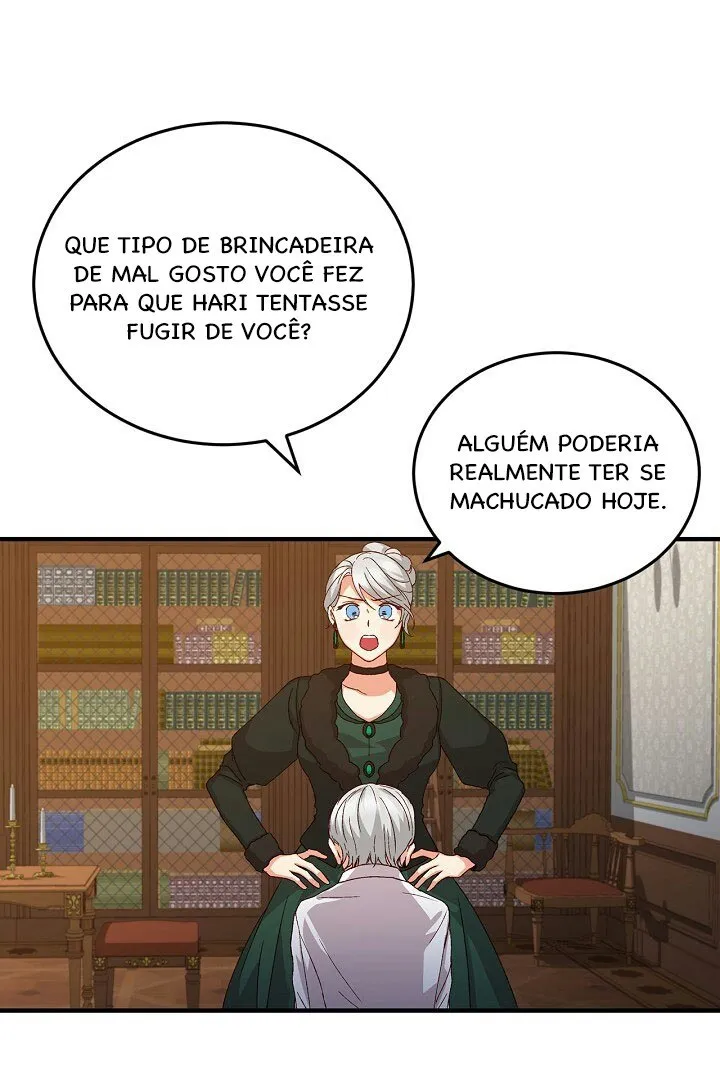 QUE TIPO DE BRINCADEIRA
DE MAL GOSTO VOCÊ FEZ
PARA QUE HARI TENTASSE
FUGIR DE VOCÊ?
ALGUÉM PODERIA
REALMENTE TER SE
MACHUCADO HOJE.